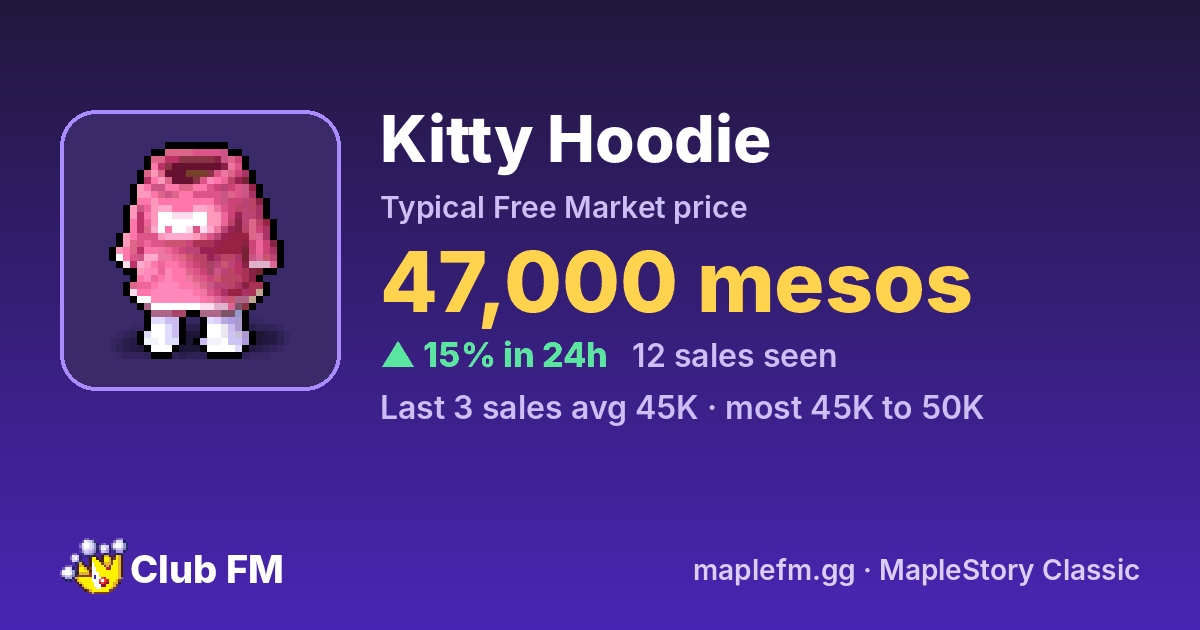 Kitty Hoodie
Typical Free Market price
47,000 mesos
▲ 15% in 24h 12 sales seen
Last 3 sales avg 45K · most 45K to 50K
Club FM
maplefm.gg · MapleStory Classic